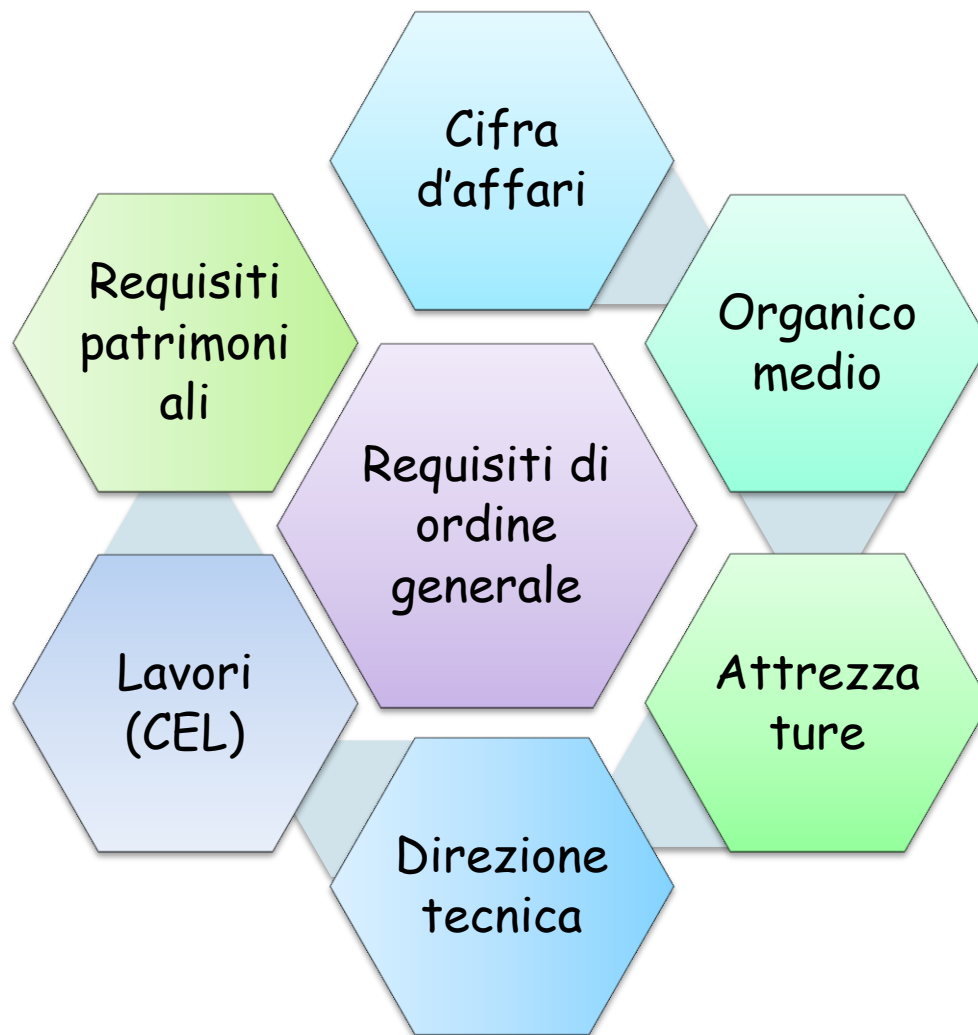 Cifra
d'affari
Organico
medio
Attrezza
ture
Direzione
tecnica
Lavori
(CEL)
Requisiti
patrimoni
ali
Requisiti di
ordine
generale